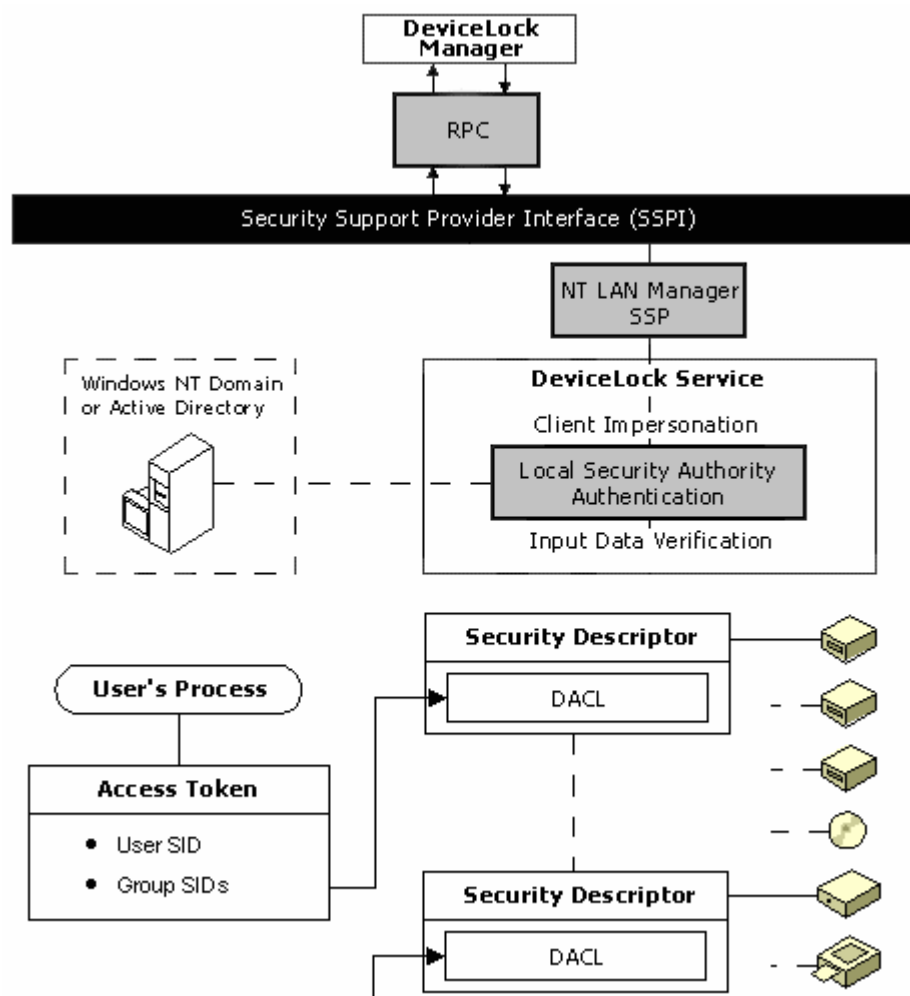 DeviceLock
Manager
RPC
Security Support Provider Interface (SSPI)
NT LAN Manager
SSP
Windows NT Domain
or Active Directory
DeviceLock Service
Client Impersonation
Local Security Authority
Authentication
Input Data Verification
Security Descriptor
DACL
User's Process
Access Token
• User SID
• Group SIDs
Security Descriptor
DACL